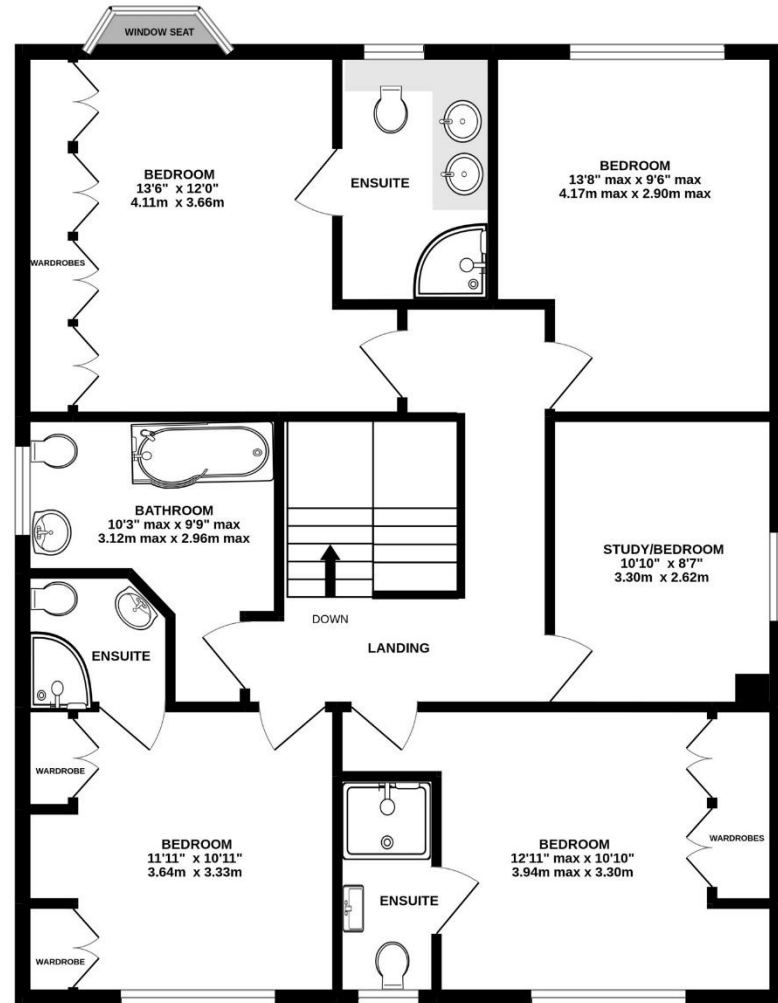 WINDOW SEAT
BEDROOM
13'6" x 12'0"
4.11m x 3.66m
WARDROBES
ENSUITE
BEDROOM
13'8" max x 9'6" max
4.17m max x 2.90m max
BATHROOM
10'3" max x 9'9" max
3.12m max x 2.96m max
STUDY/BEDROOM
10'10" x 8'7"
3.30m x 2.62m
DOWN
LANDING
ENSUITE
WARDROBE
BEDROOM
11'11" x 10'11"
3.64m x 3.33m
WARDROBE
ENSUITE
BEDROOM
12'11" max x 10'10"
3.94m max x 3.30m
WARDROBES